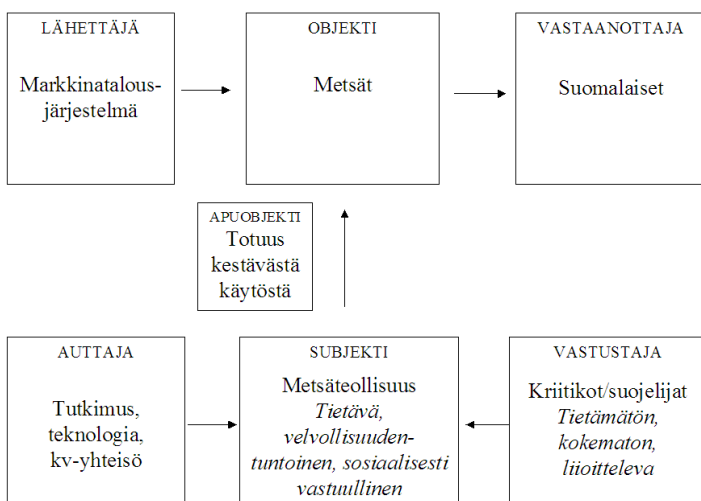 LÄHETTÄJÄ
Markkinatalous-
järjestelmä
OBJEKTI
Metsät
VASTAANOTTAJA
Suomalaiset
APUOBJEKTI
Totuus
kestävästä
käytöstä
AUTTAJA
Tutkimus,
teknologia,
kv-yhteisö
SUBJEKTI
Metsäteollisuus
Tietävä,
velvollisuuden-
tuntoinen, sosiaalisesti
vastuullinen
VASTUSTAJA
Kriitikot/suojelijat
Tietämätön,
kokematon,
liioitteleva